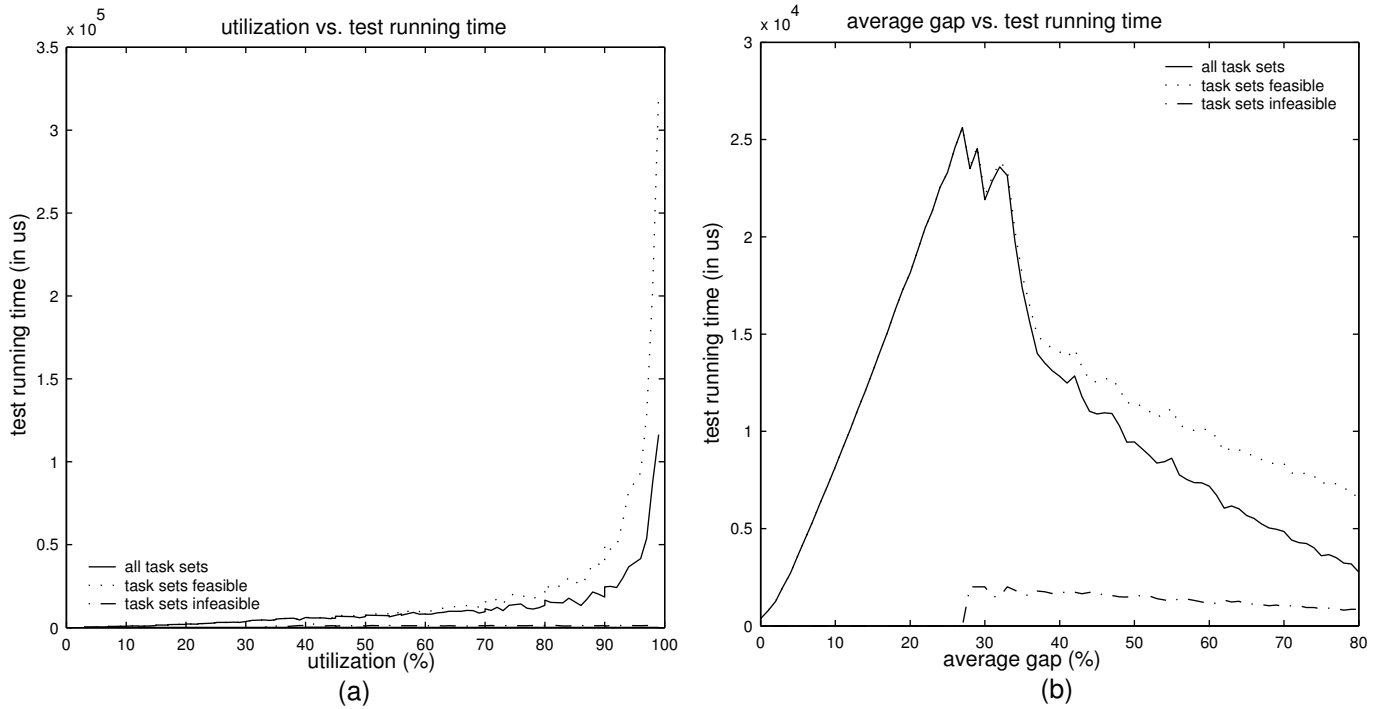 x 10^5
utilization vs. test running time
3.5
3
2.5
2
1.5
1
0.5
0
test running time (in us)
all task sets
task sets feasible
task sets infeasible
0 10 20 30 40 50 60 70 80 90 100
utilization (%)
(a)
x 10^4
average gap vs. test running time
3
2.5
2
1.5
1
0.5
0
test running time (in us)
all task sets
task sets feasible
task sets infeasible
0 10 20 30 40 50 60 70 80
average gap (%)
(b)